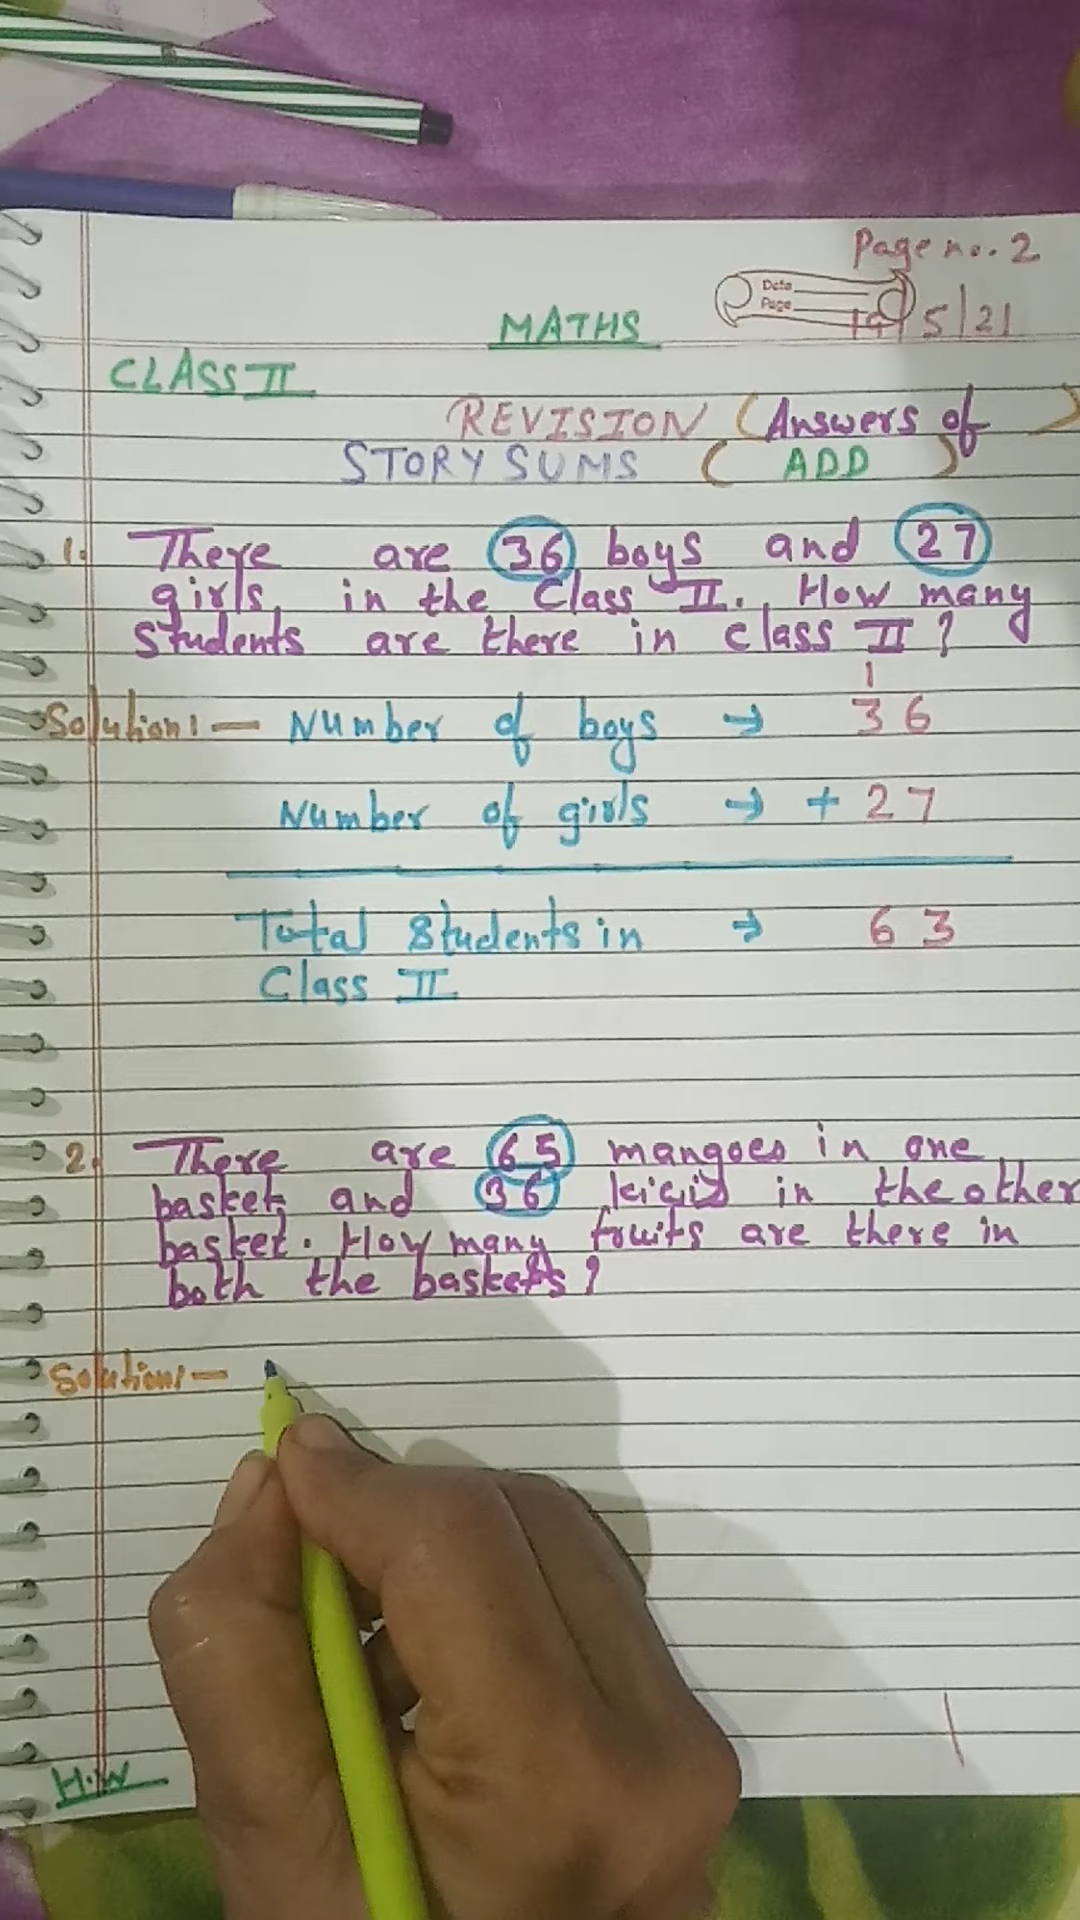 Page no. 2
Date
Page
19/5/21
MATHS
CLASS II
REVISION (Answers of)
STORY SUMS (ADD)
1. There are 36 boys and 27
girls, in the Class II. How many
students are there in class II?
1
Solution:- Number of boys → 36
Number of girls → + 27
Total Students in → 63
Class II
2. There are 65 mangoes in one
basket and 36 in the other
basket. How many fruits are there in
both the baskets?
Solution:-
H.W